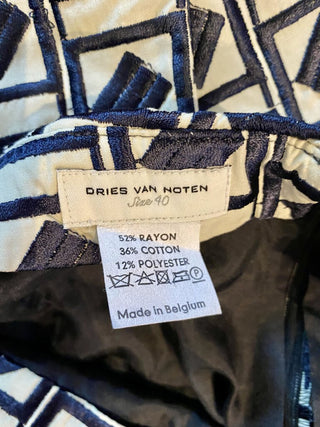 DRIES VAN NOTEN
Size 40
52% RAYON
36% COTTON
12% POLYESTER
P
Made in Belgium